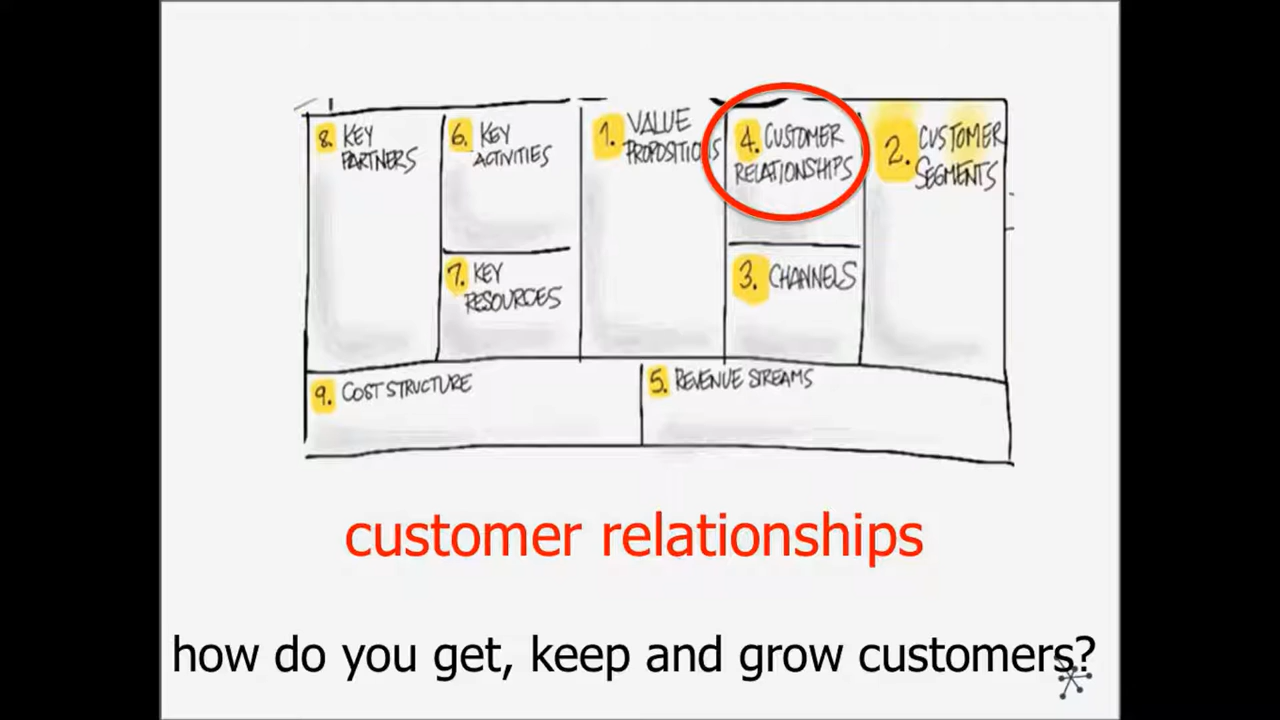 8. KEY
PARTNERS
6. KEY
ACTIVITIES
7. KEY
RESOURCES
1. VALUE
PROPOSITIONS
4. CUSTOMER
RELATIONSHIPS
3. CHANNELS
2. CUSTOMER
SEGMENTS
9. COST STRUCTURE
5. REVENUE STREAMS
customer relationships
how do you get, keep and grow customers?